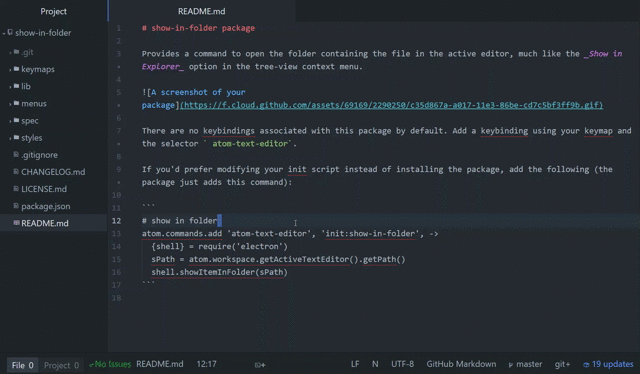 Project
README.md
show-in-folder
.git
keymaps
lib
menus
spec
styles
.gitignore
CHANGELOG.md
LICENSE.md
package.json
README.md
1 # show-in-folder package
2
3 Provides a command to open the folder containing the file in the active editor, much like the _Show in
• Explorer_ option in the tree-view context menu.
4
5 ![A screenshot of your
• package](https://f.cloud.github.com/assets/69169/2290250/c35d867a-a017-11e3-86be-cd7c5bf3ff9b.gif)
6
7 There are no keybindings associated with this package by default. Add a keybinding using your keymap and
• the selector ` atom-text-editor`.
8
9 If you'd prefer modifying your init script instead of installing the package, add the following (the
• package just adds this command):
10
11 ```
12 # show in folder
13 atom.commands.add 'atom-text-editor', 'init:show-in-folder', ->
14 {shell} = require('electron')
15 sPath = atom.workspace.getActiveTextEditor().getPath()
16 shell.showItemInFolder(sPath)
17 ```
18
File 0 Project 0 No Issues README.md 12:17 LF N UTF-8 GitHub Markdown master git+ 19 updates